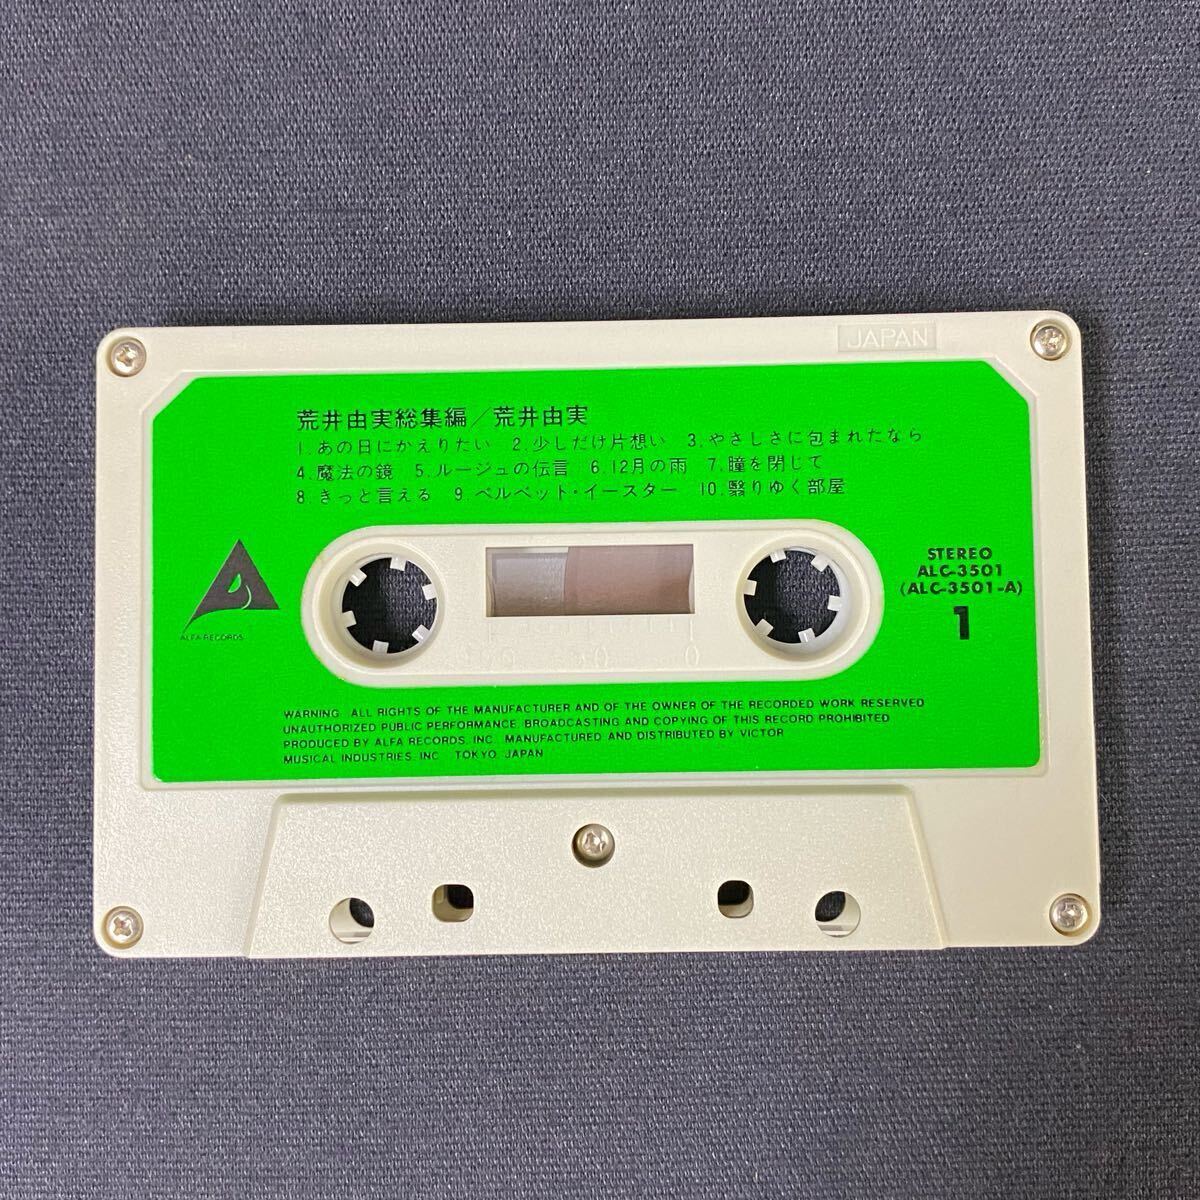 JAPAN
荒井由実総集編／荒井由実
1. あの日にかえりたい 2. 少しだけ片想い 3. やさしさに包まれたなら
4. 魔法の鏡 5. ルージュの伝言 6. 12月の雨 7. 瞳を閉じて
8 きっと言える 9 ベルベット・イースター 10. 翳りゆく部屋
ALFA RECORDS
STEREO
ALC-3501
(ALC-3501-A)
1
100 50 0
WARNING ALL RIGHTS OF THE MANUFACTURER AND OF THE OWNER OF THE RECORDED WORK RESERVED
UNAUTHORIZED PUBLIC PERFORMANCE, BROADCASTING AND COPYING OF THIS RECORD PROHIBITED
PRODUCED BY ALFA RECORDS, INC. MANUFACTURED AND DISTRIBUTED BY VICTOR
MUSICAL INDUSTRIES, INC TOKYO, JAPAN